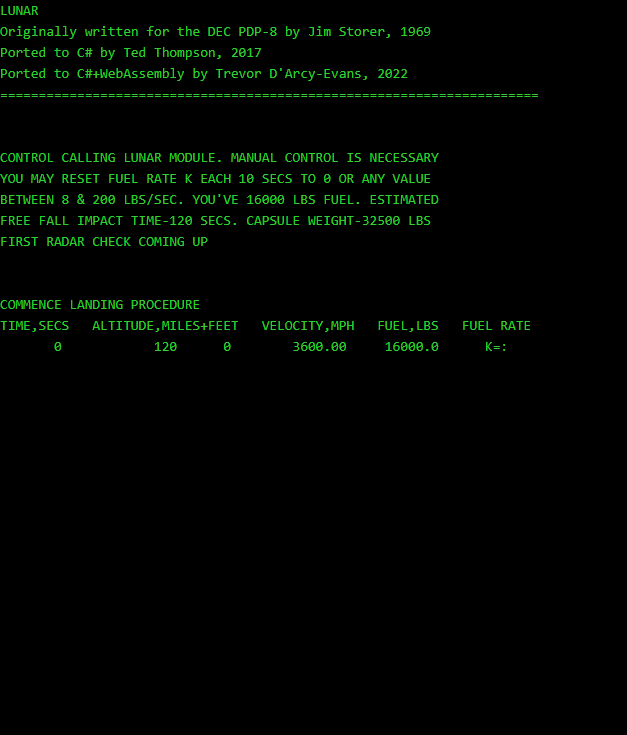 LUNAR
Originally written for the DEC PDP-8 by Jim Storer, 1969
Ported to C# by Ted Thompson, 2017
Ported to C#+WebAssembly by Trevor D'Arcy-Evans, 2022
======================================================================
CONTROL CALLING LUNAR MODULE. MANUAL CONTROL IS NECESSARY
YOU MAY RESET FUEL RATE K EACH 10 SECS TO 0 OR ANY VALUE
BETWEEN 8 & 200 LBS/SEC. YOU'VE 16000 LBS FUEL. ESTIMATED
FREE FALL IMPACT TIME-120 SECS. CAPSULE WEIGHT-32500 LBS
FIRST RADAR CHECK COMING UP
COMMENCE LANDING PROCEDURE
TIME,SECS   ALTITUDE,MILES+FEET   VELOCITY,MPH   FUEL,LBS   FUEL RATE
       0            120      0        3600.00     16000.0      K=: